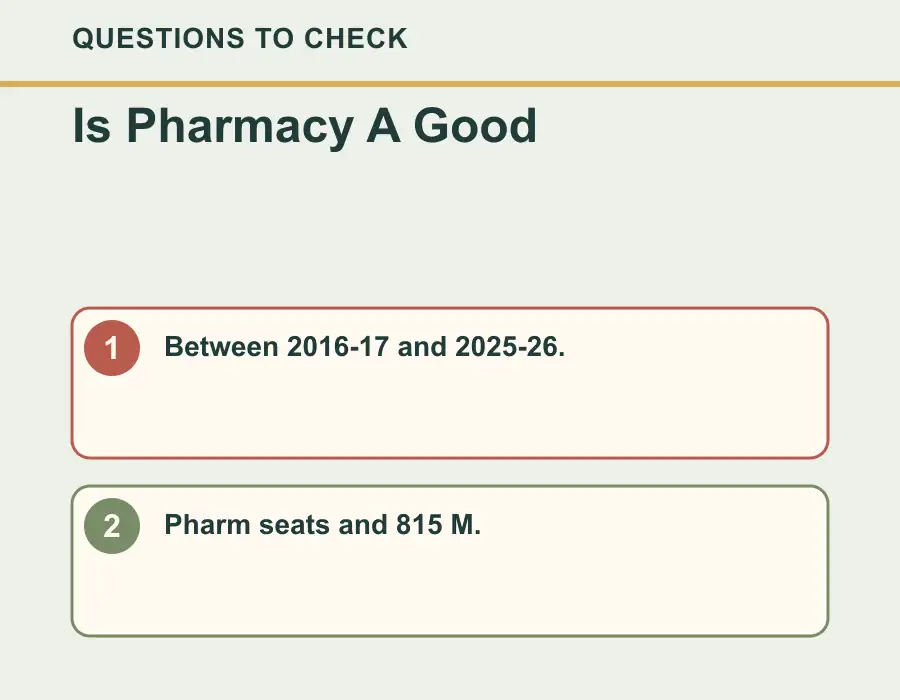 QUESTIONS TO CHECK
Is Pharmacy A Good
1 Between 2016-17 and 2025-26.
2 Pharm seats and 815 M.